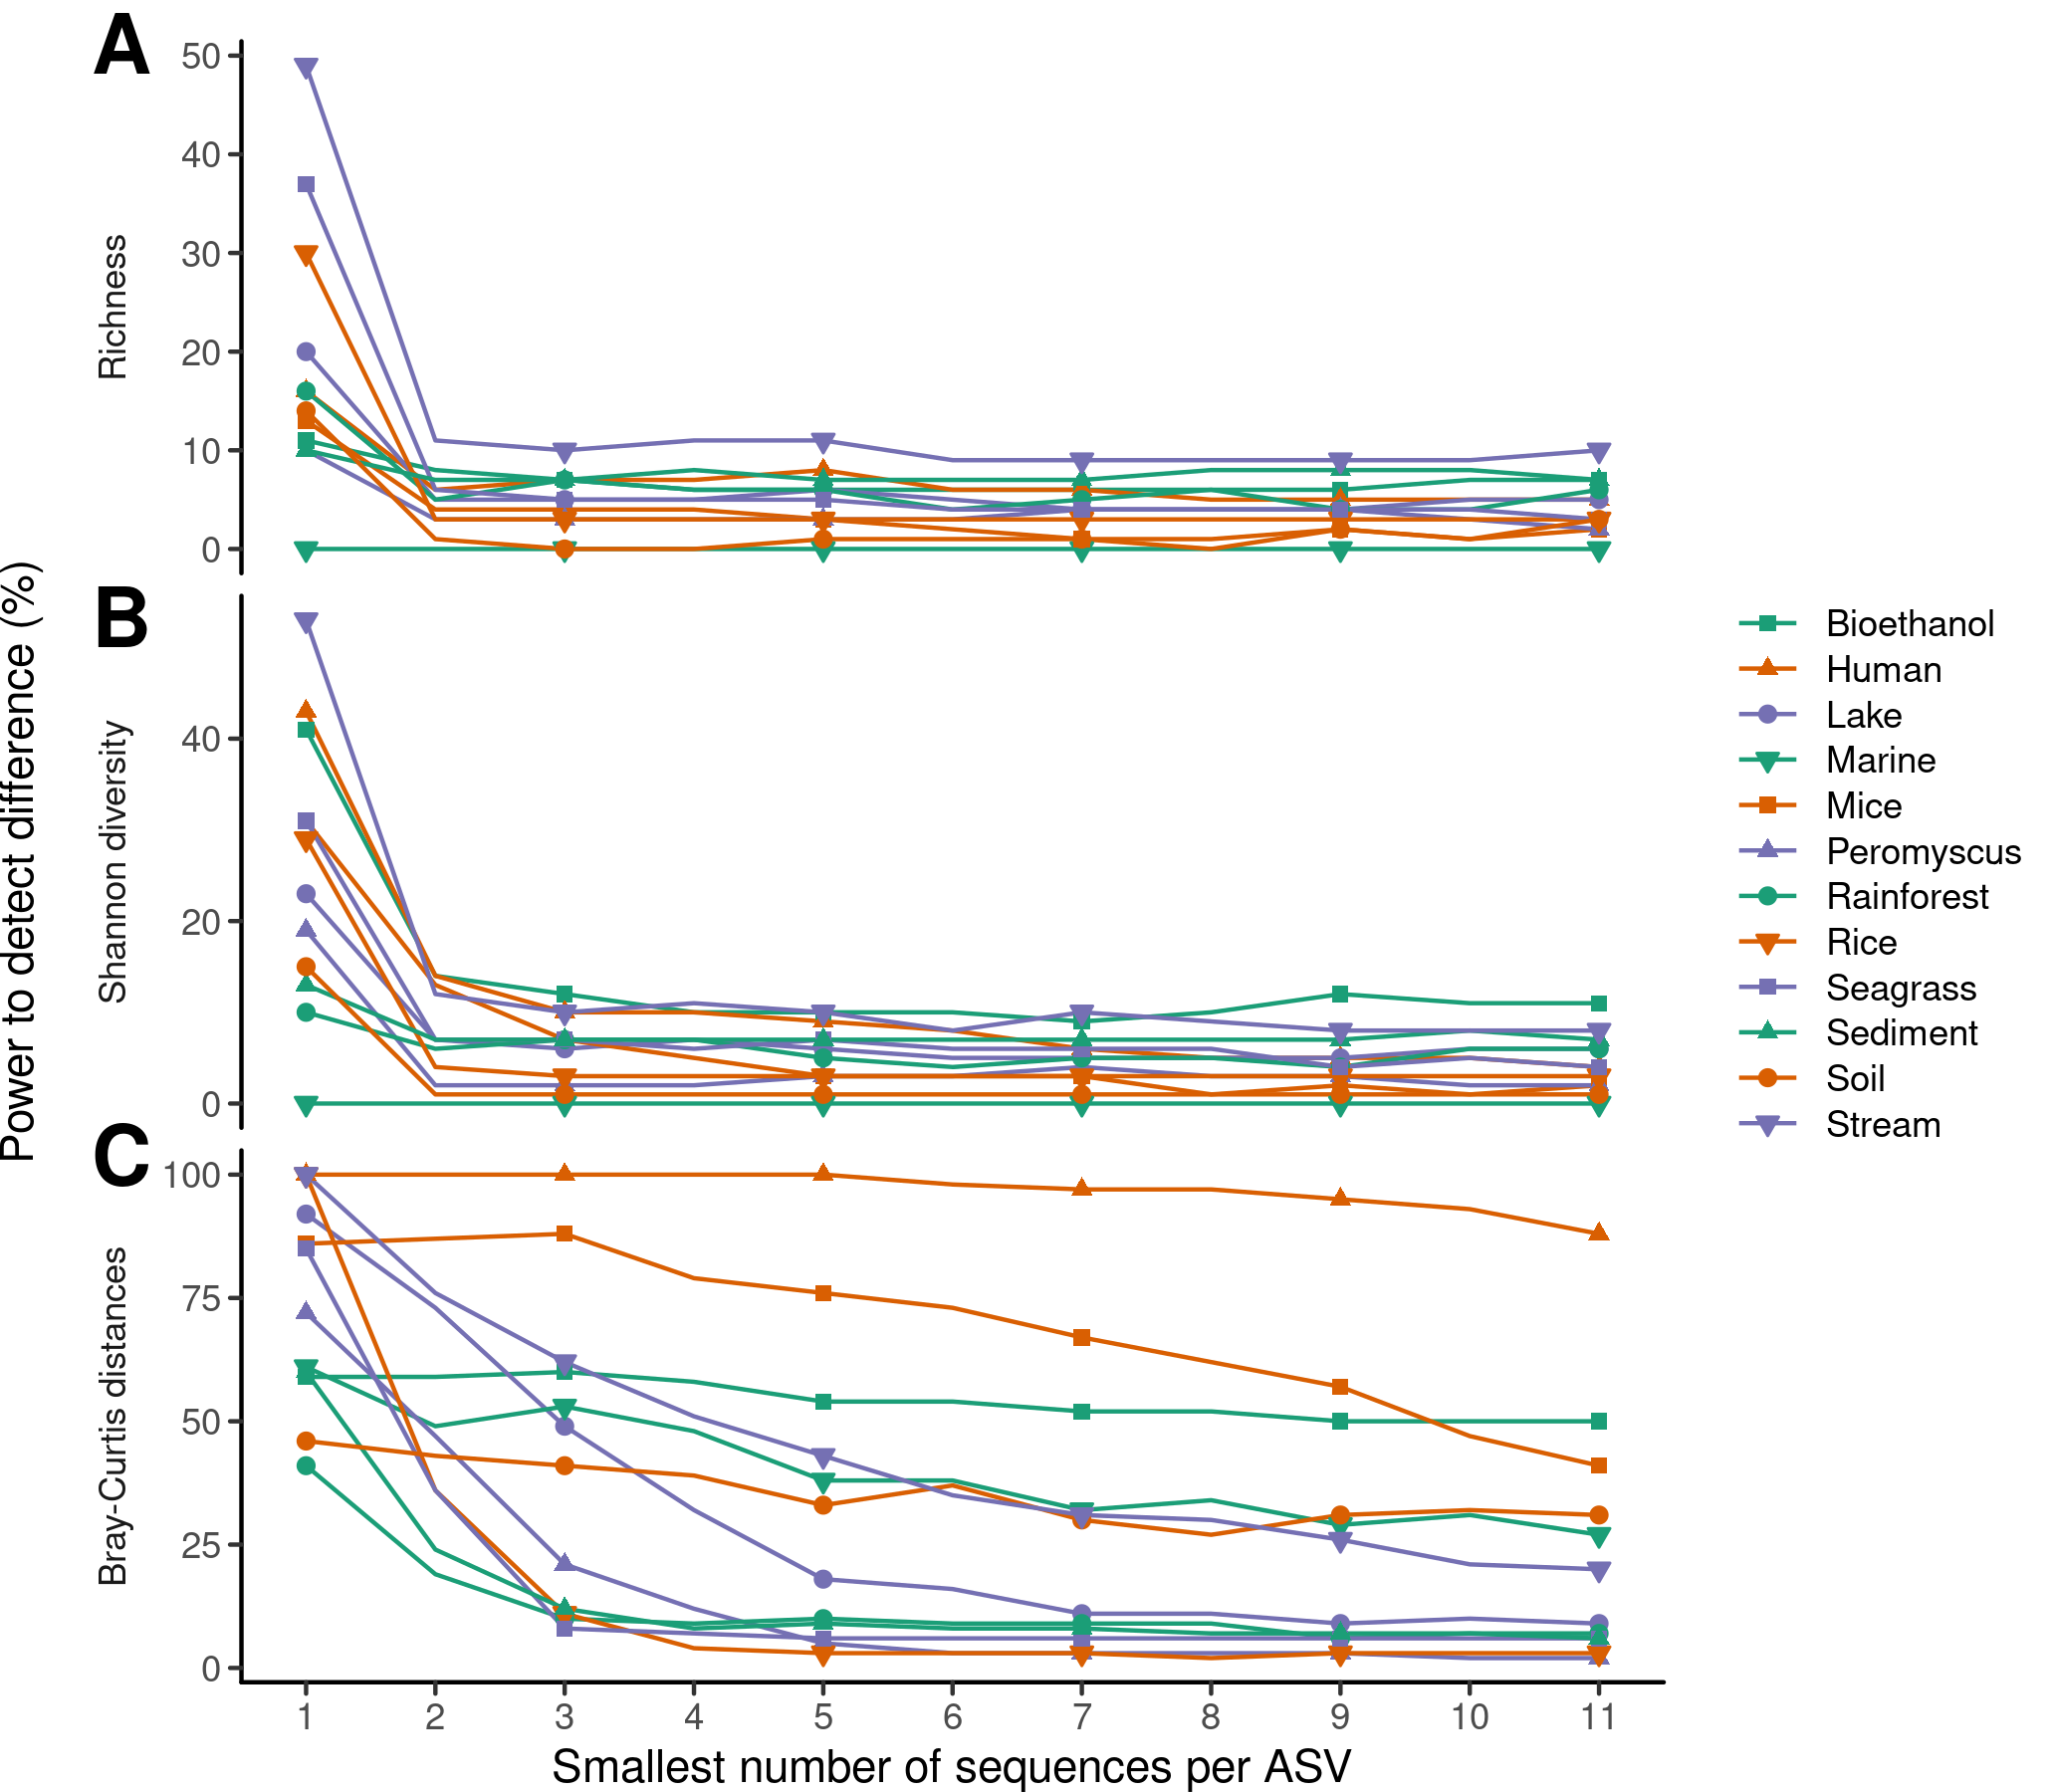 A
50
40
30
20
10
0
Richness
B
40
20
0
Shannon diversity
C
100
75
50
25
0
Bray-Curtis distances
Power to detect difference (%)
1 2 3 4 5 6 7 8 9 10 11
Smallest number of sequences per ASV
Bioethanol
Human
Lake
Marine
Mice
Peromyscus
Rainforest
Rice
Seagrass
Sediment
Soil
Stream